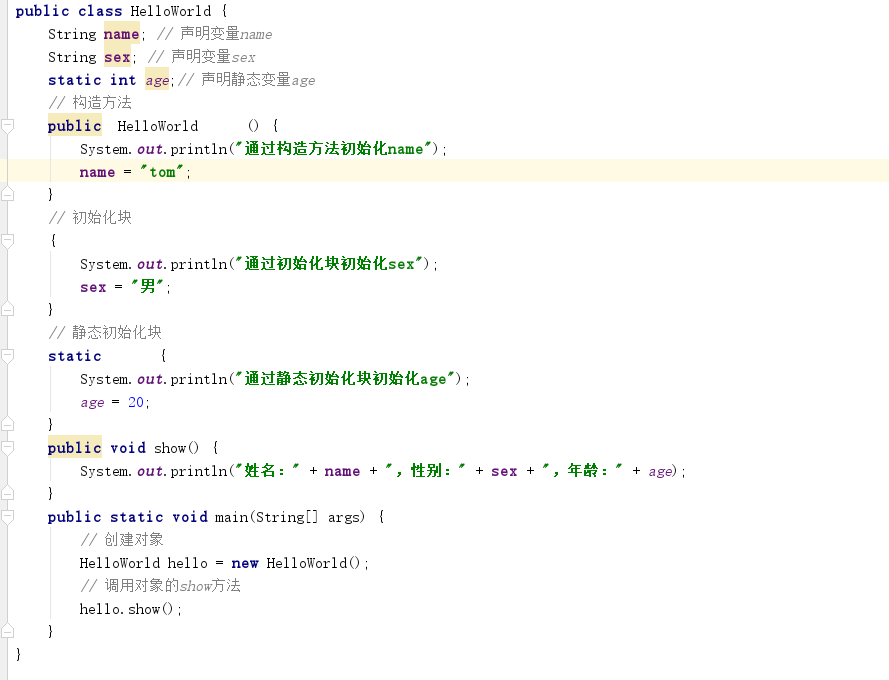 public class HelloWorld {
String name; // 声明变量name
String sex; // 声明变量sex
static int age;// 声明静态变量age
// 构造方法
public  HelloWorld      () {
System.out.println("通过构造方法初始化name");
name = "tom";
}
// 初始化块
{
System.out.println("通过初始化块初始化sex");
sex = "男";
}
// 静态初始化块
static       {
System.out.println("通过静态初始化块初始化age");
age = 20;
}
public void show() {
System.out.println("姓名：" + name + "，性别：" + sex + "，年龄：" + age);
}
public static void main(String[] args) {
// 创建对象
HelloWorld hello = new HelloWorld();
// 调用对象的show方法
hello.show();
}
}